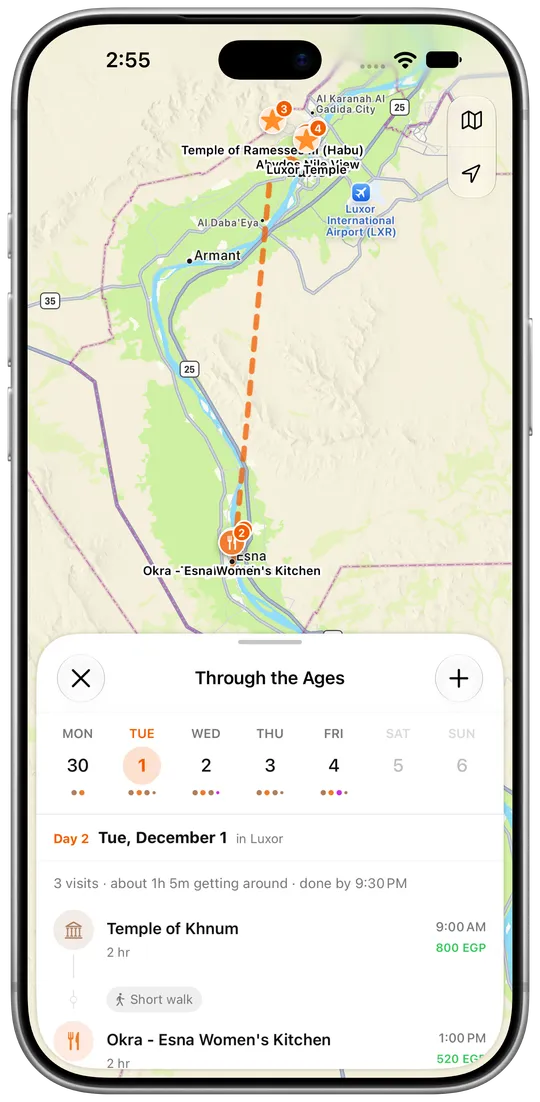 2:55
Al Karanah Al
Gadida City
25
3
4
Temple of Ramesses III (Habu)
Abydos Nile View
Luxor Temple
Luxor
International
Airport (LXR)
Al Daba'Eya
Armant
35
25
2
Esna
Okra - Esna Women's Kitchen
Through the Ages
MON TUE WED THU FRI SAT SUN
30 1 2 3 4 5 6
Day 2 Tue, December 1 in Luxor
3 visits · about 1h 5m getting around · done by 9:30 PM
Temple of Khnum 9:00 AM
2 hr 800 EGP
Short walk
Okra - Esna Women's Kitchen 1:00 PM
2 hr 520 EGP